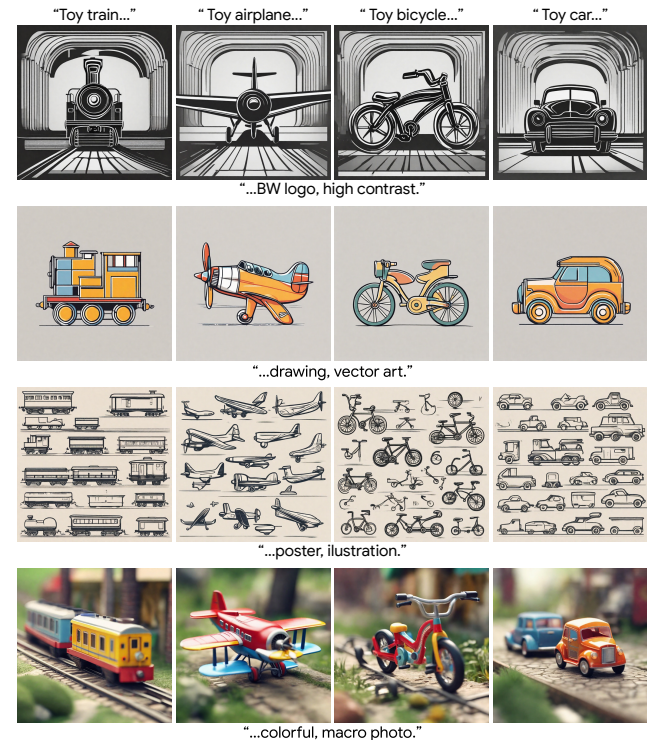 “Toy train...” “Toy airplane...” “ Toy bicycle...” “ Toy car...”
“...BW logo, high contrast.”
“...drawing, vector art.”
“...poster, ilustration.”
“...colorful, macro photo.”